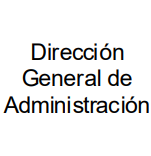 Dirección
General de
Administración